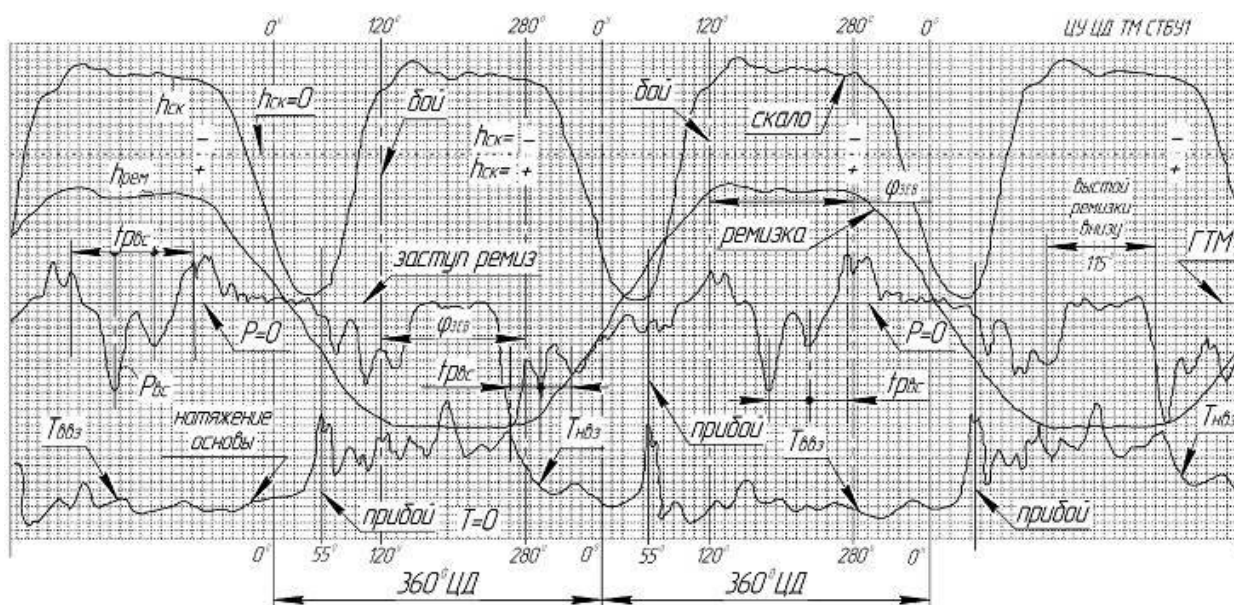 0° 120° 280° 0° 120° 280° 0° ЦУ ЦД ТМ СТБУ1
hск hск=0 бой бой скало
− hск= − − −
+ hск= + + +
hрем φзев выстой
ремизки
внизу
ремизка
115°
tрвс заступ ремиз ГТМ
P=0 φзев P=0
Pвс tрвс tрвс
Tввз натяжение
основы
Tнвз прибой Tввз Tнвз
прибой T=0 прибой
0° 55° 120° 280° 0° 55° 120° 280° 0°
360° ЦД 360° ЦД